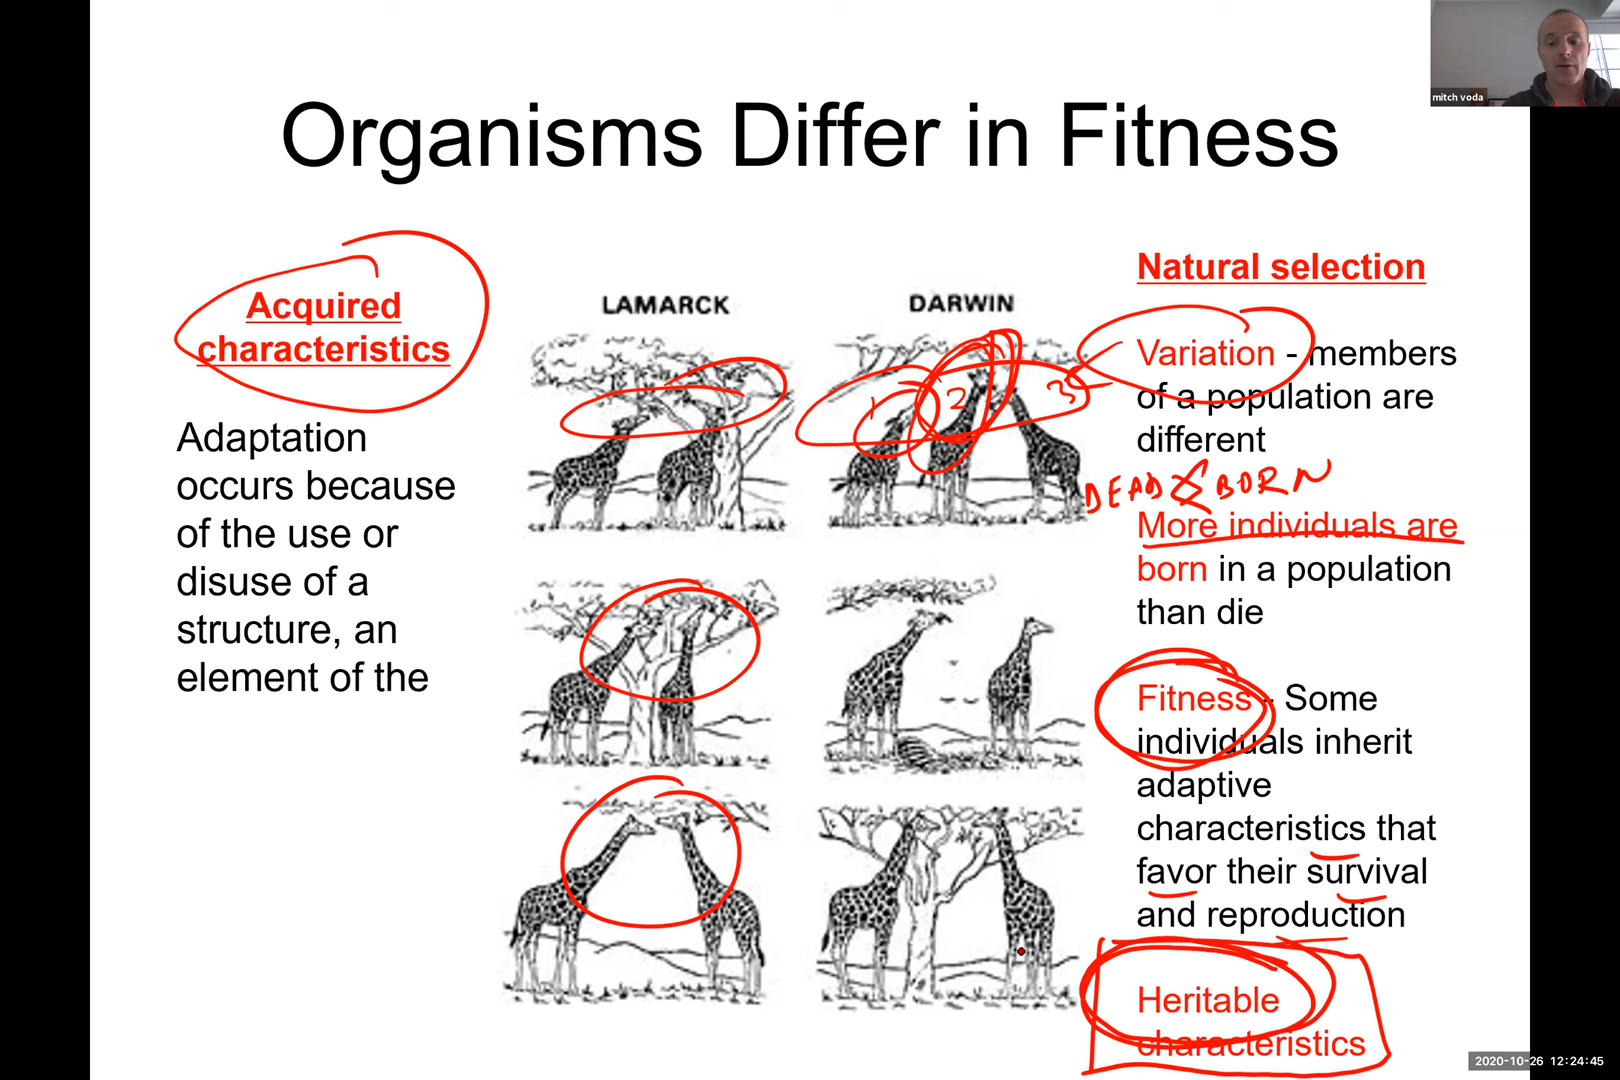 mitch voda
Organisms Differ in Fitness
Acquired
characteristics
Adaptation
occurs because
of the use or
disuse of a
structure, an
element of the
LAMARCK
DARWIN
1
2
3
Natural selection
Variation - members
of a population are
different
DEAD & BORN
More individuals are
born in a population
than die
Fitness - Some
individuals inherit
adaptive
characteristics that
favor their survival
and reproduction
Heritable
characteristics
2020-10-26 12:24:45